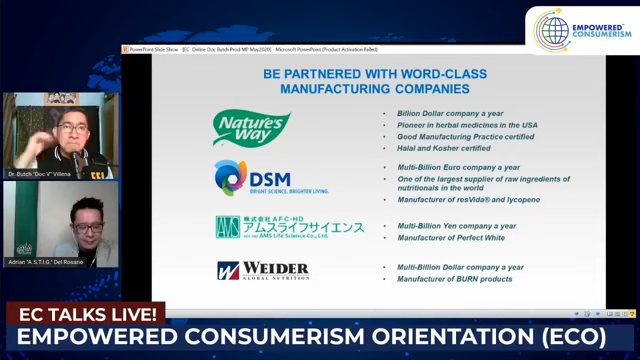 EMPOWERED
CONSUMERISM
PowerPoint Slide Show - [EC Online Doc Butch Prod MP May2020] - Microsoft PowerPoint (Product Activation Failed)
BE PARTNERED WITH WORD-CLASS
MANUFACTURING COMPANIES
Nature's
Way
• Billion Dollar company a year
• Pioneer in herbal medicines in the USA
• Good Manufacturing Practice certified
• Halal and Kosher certified
DSM
BRIGHT SCIENCE. BRIGHTER LIVING.
• Multi-Billion Euro company a year
• One of the largest supplier of raw ingredients of
nutritionals in the world
• Manufacturer of resVida® and lycopene
AMS
株式会社 AFC-HD
アムスライフサイエンス
AMS Life Science Co., Ltd.
• Multi-Billion Yen company a year
• Manufacturer of Perfect White
WEIDER
GLOBAL NUTRITION
• Multi-Billion Dollar company a year
• Manufacturer of BURN products
Dr. Butch "Doc V" Villena
Adrian "A.S.T.I.G." Del Rosario
EC TALKS LIVE!
EMPOWERED CONSUMERISM ORIENTATION (ECO)